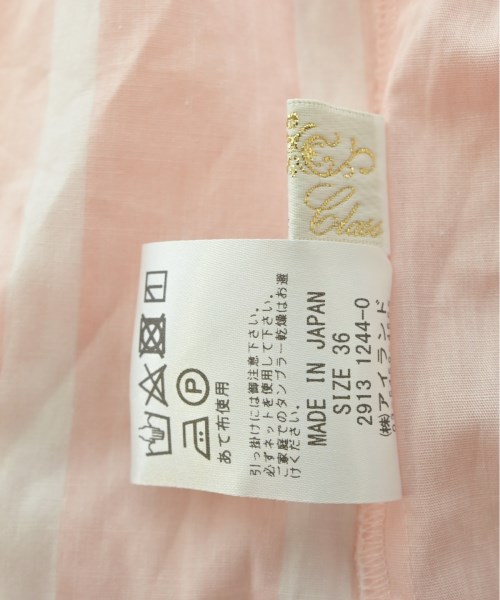 Class
P
あて布使用
引っ掛けには御注意下さい。
必ずネットを使用して下さい。
ご家庭でのタンブラー乾燥はお避
けください。
MADE IN JAPAN
SIZE 36
2913 1244-0
(株)アイランド